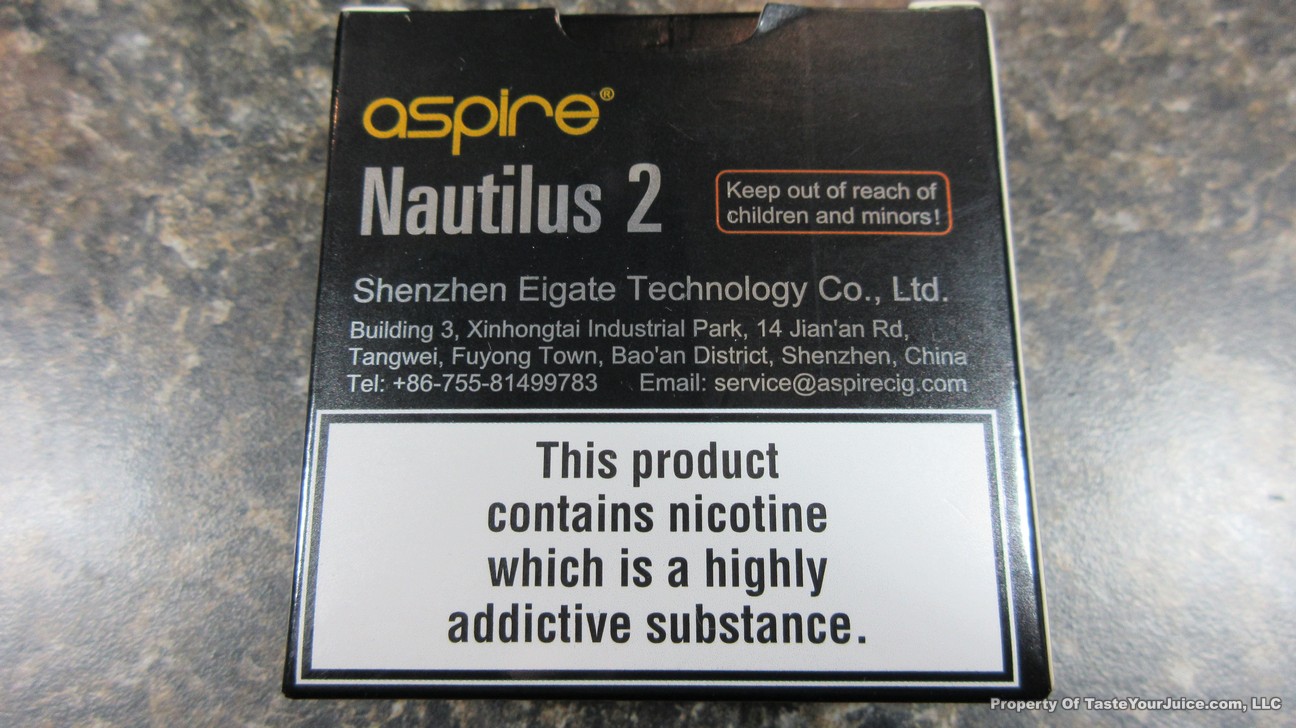 aspire®
Nautilus 2
Keep out of reach of
children and minors!
Shenzhen Eigate Technology Co., Ltd.
Building 3, Xinhongtai Industrial Park, 14 Jian'an Rd,
Tangwei, Fuyong Town, Bao'an District, Shenzhen, China
Tel: +86-755-81499783 Email: service@aspirecig.com
This product
contains nicotine
which is a highly
addictive substance.
Property Of TasteYourJuice.com, LLC